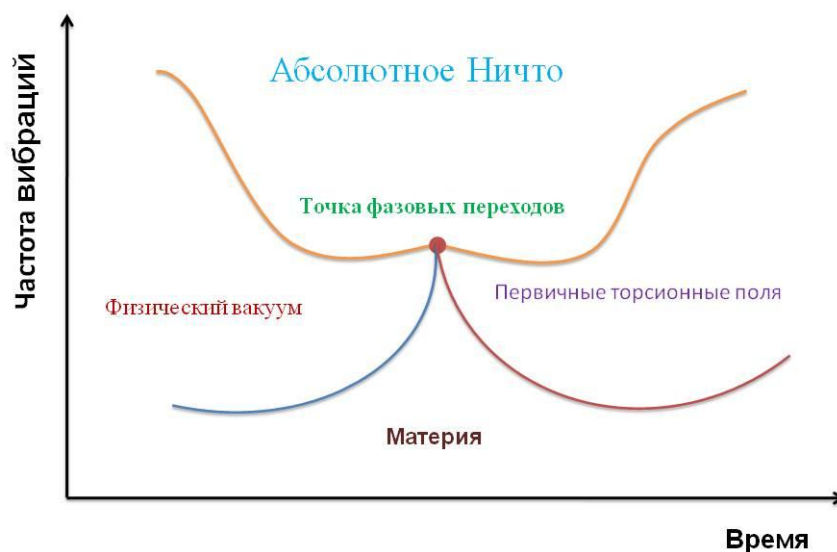 Частота вибраций
Абсолютное Ничто
Точка фазовых переходов
Физический вакуум
Первичные торсионные поля
Материя
Время